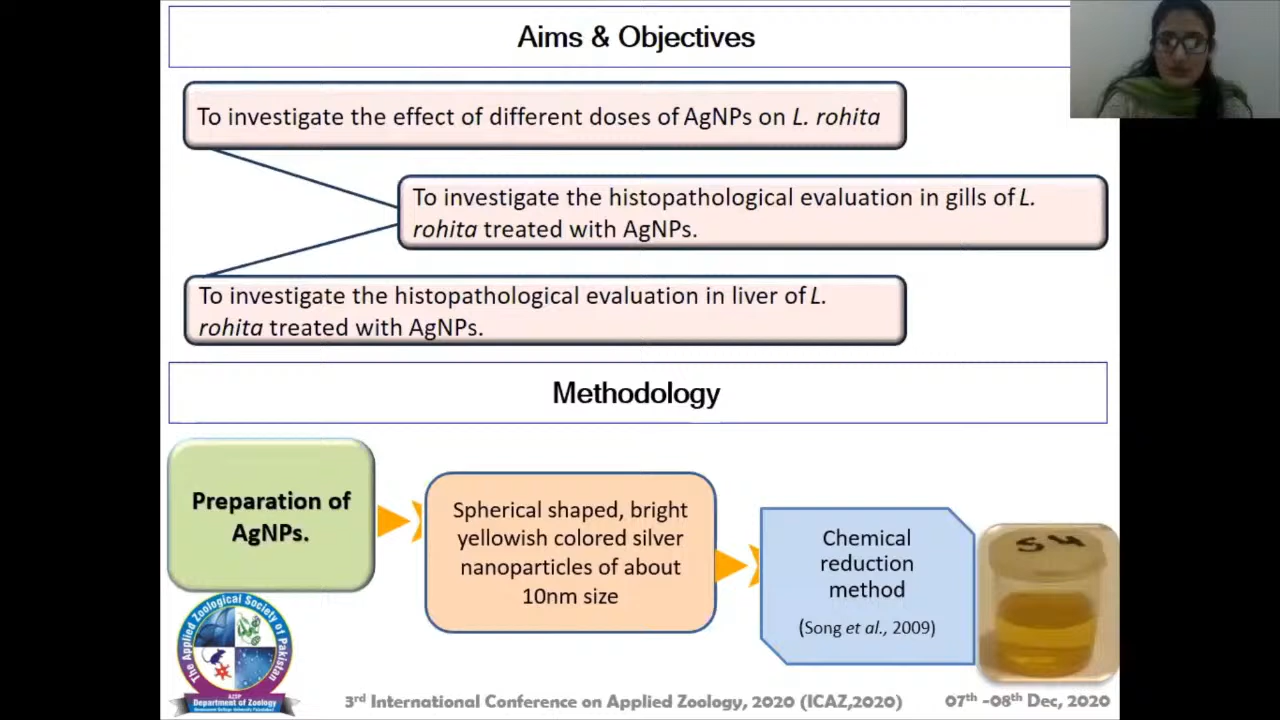 Aims & Objectives
To investigate the effect of different doses of AgNPs on L. rohita
To investigate the histopathological evaluation in gills of L.
rohita treated with AgNPs.
To investigate the histopathological evaluation in liver of L.
rohita treated with AgNPs.
Methodology
Preparation of
AgNPs.
Spherical shaped, bright
yellowish colored silver
nanoparticles of about
10nm size
Chemical
reduction
method
(Song et al., 2009)
S4
The Applied Zoological Society of Pakistan
AZSP
Department of Zoology
3rd International Conference on Applied Zoology, 2020 (ICAZ,2020)
07th -08th Dec, 2020